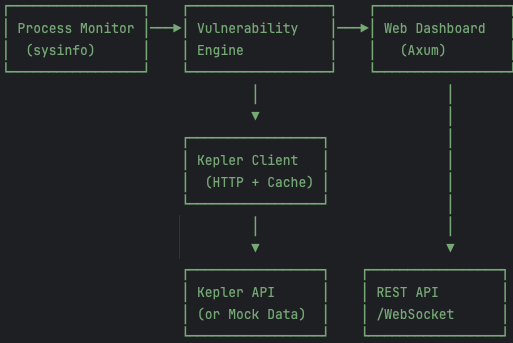 Process Monitor
(sysinfo)
Vulnerability
Engine
Web Dashboard
(Axum)
Kepler Client
(HTTP + Cache)
Kepler API
(or Mock Data)
REST API
/WebSocket